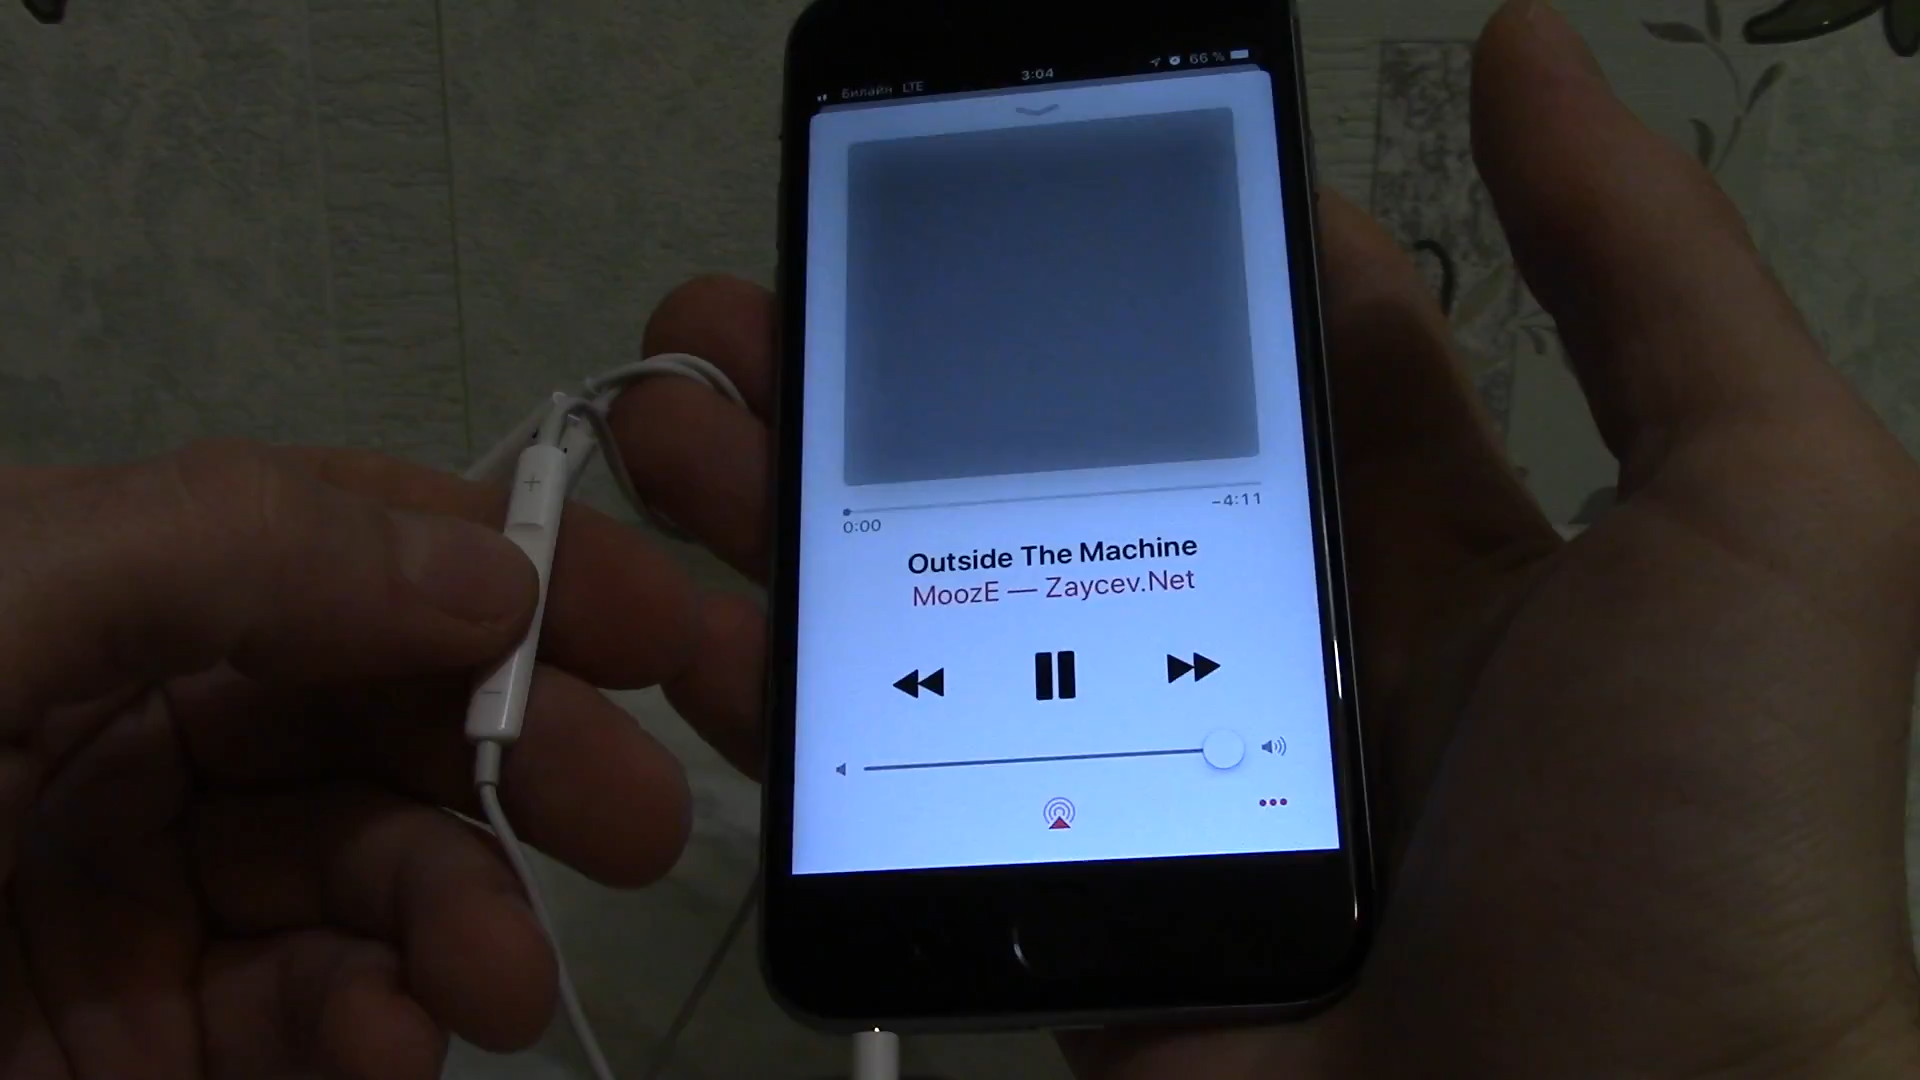 Билайн LTE 3:04 66 %
0:00 −4:11
Outside The Machine
MoozE — Zaycev.Net
+
−